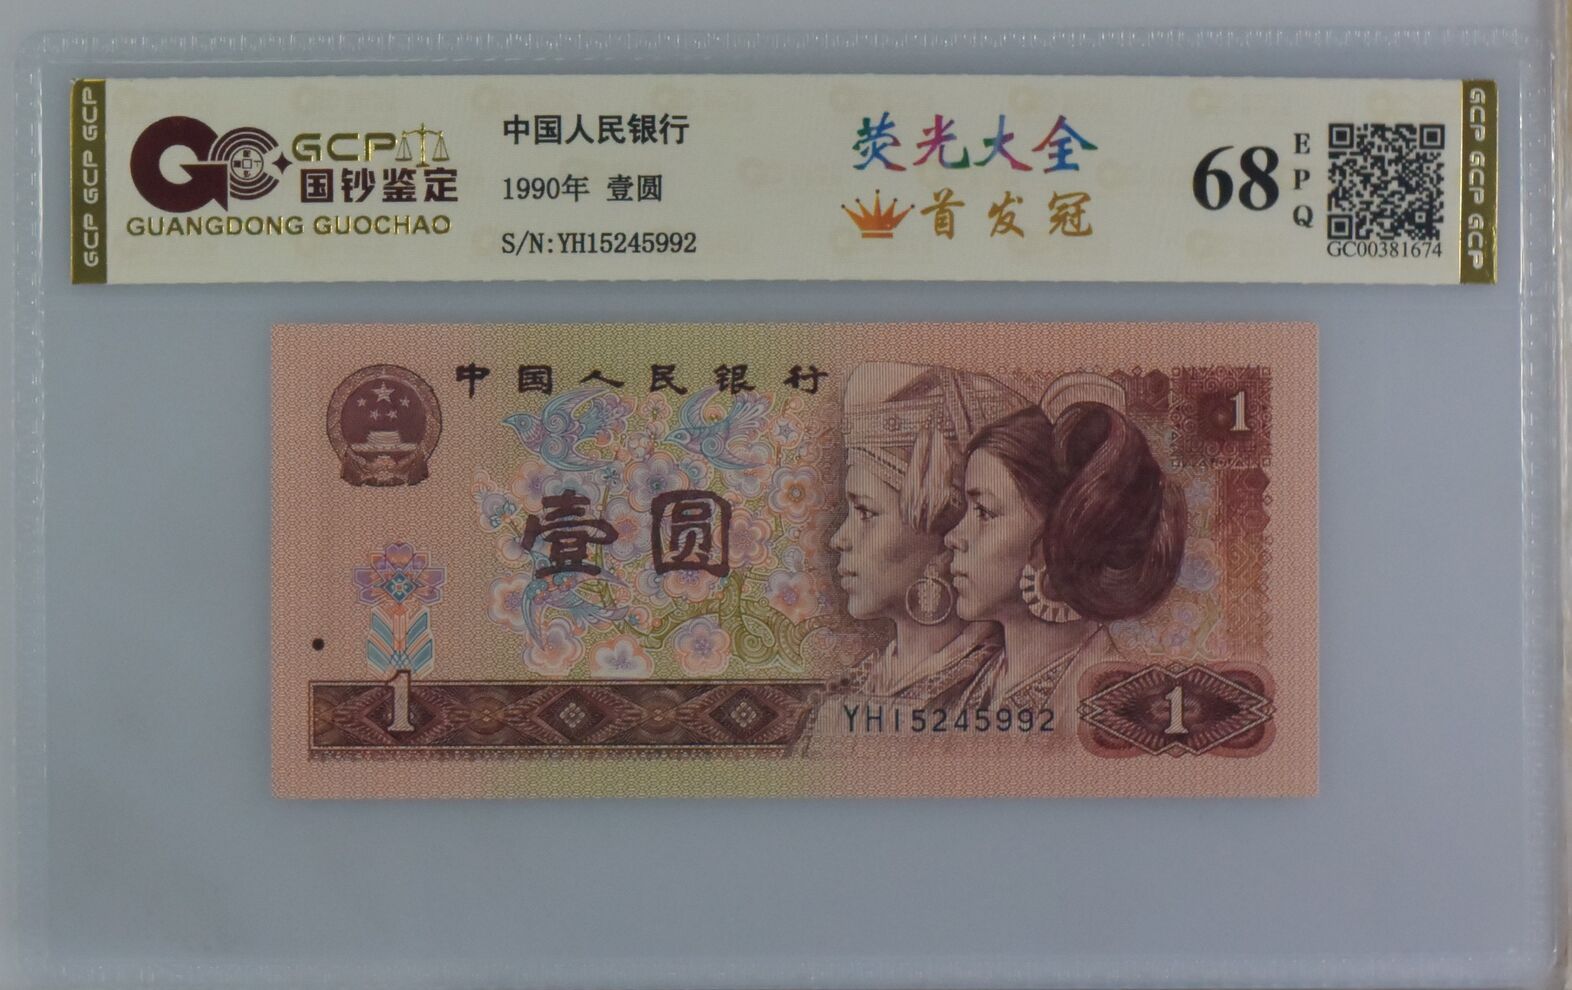 GCP GCP GCP
GCP
国钞鉴定
GUANGDONG GUOCHAO
中国人民银行
1990年 壹圆
S/N:YH15245992
荧光大全
首发冠
68
EPQ
GC00381674
GCP GCP GCP
中国人民银行
1
壹圆
1
YH15245992
1